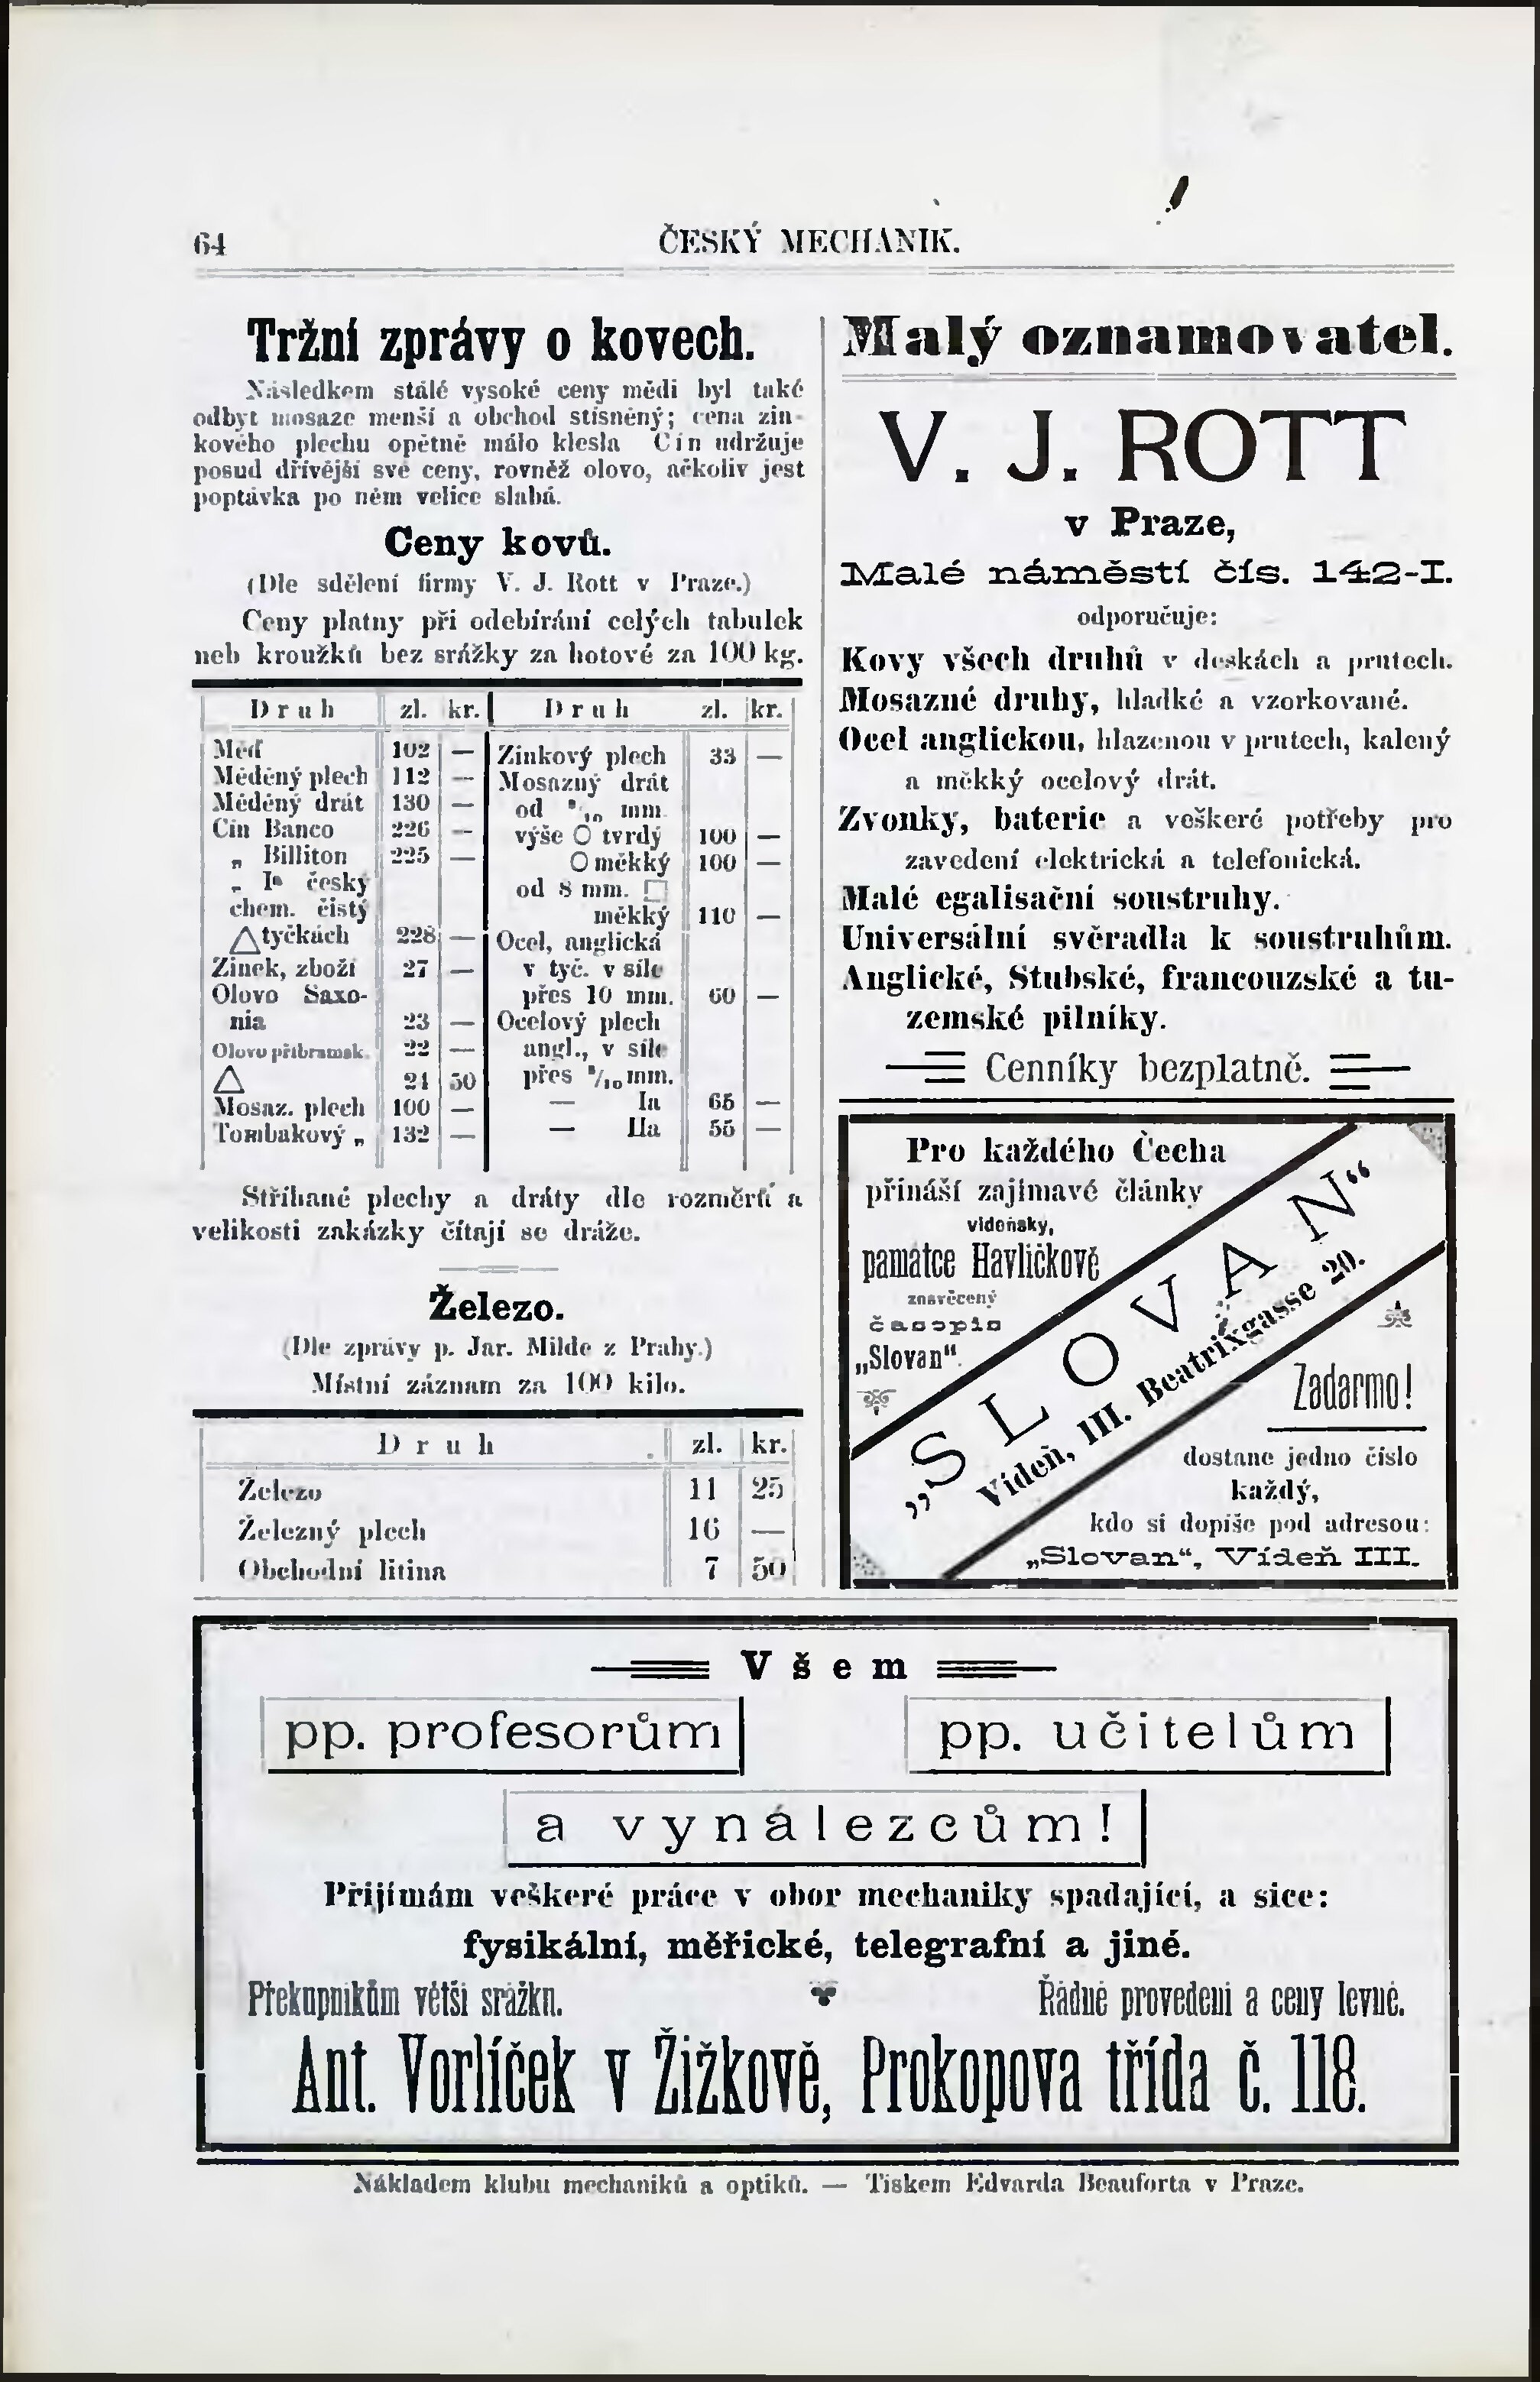 64
ČESKÝ MECHANIK.
Tržní zprávy o kovech.
Následkem stálé vysoké ceny mědi byl také
odbyt mosaze menší a obchod stísněný; cena zin-
kového plechu opětně málo klesla Cín udržuje
posud dřívější své ceny, rovněž olovo, ačkoliv jest
poptávka po něm velice slabá.
Ceny kovů.
(Dle sdělení firmy V. J. Rott v Praze.)
Ceny platny při odebírání celých tabulek
neb kroužků bez srážky za hotové za 100 kg.
Druh zl. kr.
Měď 102 —
Měděný plech 112 —
Měděný drát 130 —
Cín Banco 226 —
„ Billiton 225 —
„ Iª český
chem. čistý
△ tyčkách 228 —
Zinek, zboží 27 —
Olovo Saxo-
nia 23 —
Olovo příbramsk. 22 —
△ 24 50
Mosaz. plech 100 —
Tombakový „ 132 —
Druh zl. kr.
Zinkový plech 33 —
Mosazný drát
od /10 mm
výše O tvrdý 100 —
O měkký 100 —
od 8 mm. □
měkký 110 —
Ocel, anglická
v tyč. v síle
přes 10 mm. 60 —
Ocelový plech
angl., v síle
přes /10 mm.
— Ia 65 —
— IIa 55 —
Stříhané plechy a dráty dle rozměrů a
velikosti zakázky čítají se dráže.
Železo.
(Dle zprávy p. Jar. Milde z Prahy.)
Místní záznam za 100 kilo.
Druh zl. kr.
Železo 11 25
Železný plech 16 —
Obchodní litina 7 50
Malý oznamovatel.
V. J. ROTT
v Praze,
Malé náměstí čís. 142-I.
odporučuje:
Kovy všech druhů v deskách a prutech.
Mosazné druhy, hladké a vzorkované.
Ocel anglickou, hlazenou v prutech, kalený
a měkký ocelový drát.
Zvonky, baterie a veškeré potřeby pro
zavedení elektrická a telefonická.
Malé egalisační soustruhy.
Universální svěradla k soustruhům.
Anglické, Stubské, francouzské a tu-
zemské pilníky.
Cenníky bezplatně.
Pro každého Čecha
přináší zajímavé články
vídeňský,
památce Havlíčkově
zasvěcený
časopis
„Slovan“.
„SLOVAN“
Vídeň, III. Beatrixgasse 20.
Zadarmo!
dostane jedno číslo
každý,
kdo si dopíše pod adresou:
„Slovan“, Vídeň III.
Všem
pp. profesorům
pp. učitelům
a vynálezcům!
Přijímám veškeré práce v obor mechaniky spadající, a sice:
fysikální, měřické, telegrafní a jiné.
Překupníkům větší srážku.
Řádné provedení a ceny levné.
Ant. Vorlíček v Žižkově, Prokopova třída č. 118.
Nákladem klubu mechaniků a optiků. — Tiskem Edvarda Beauforta v Praze.